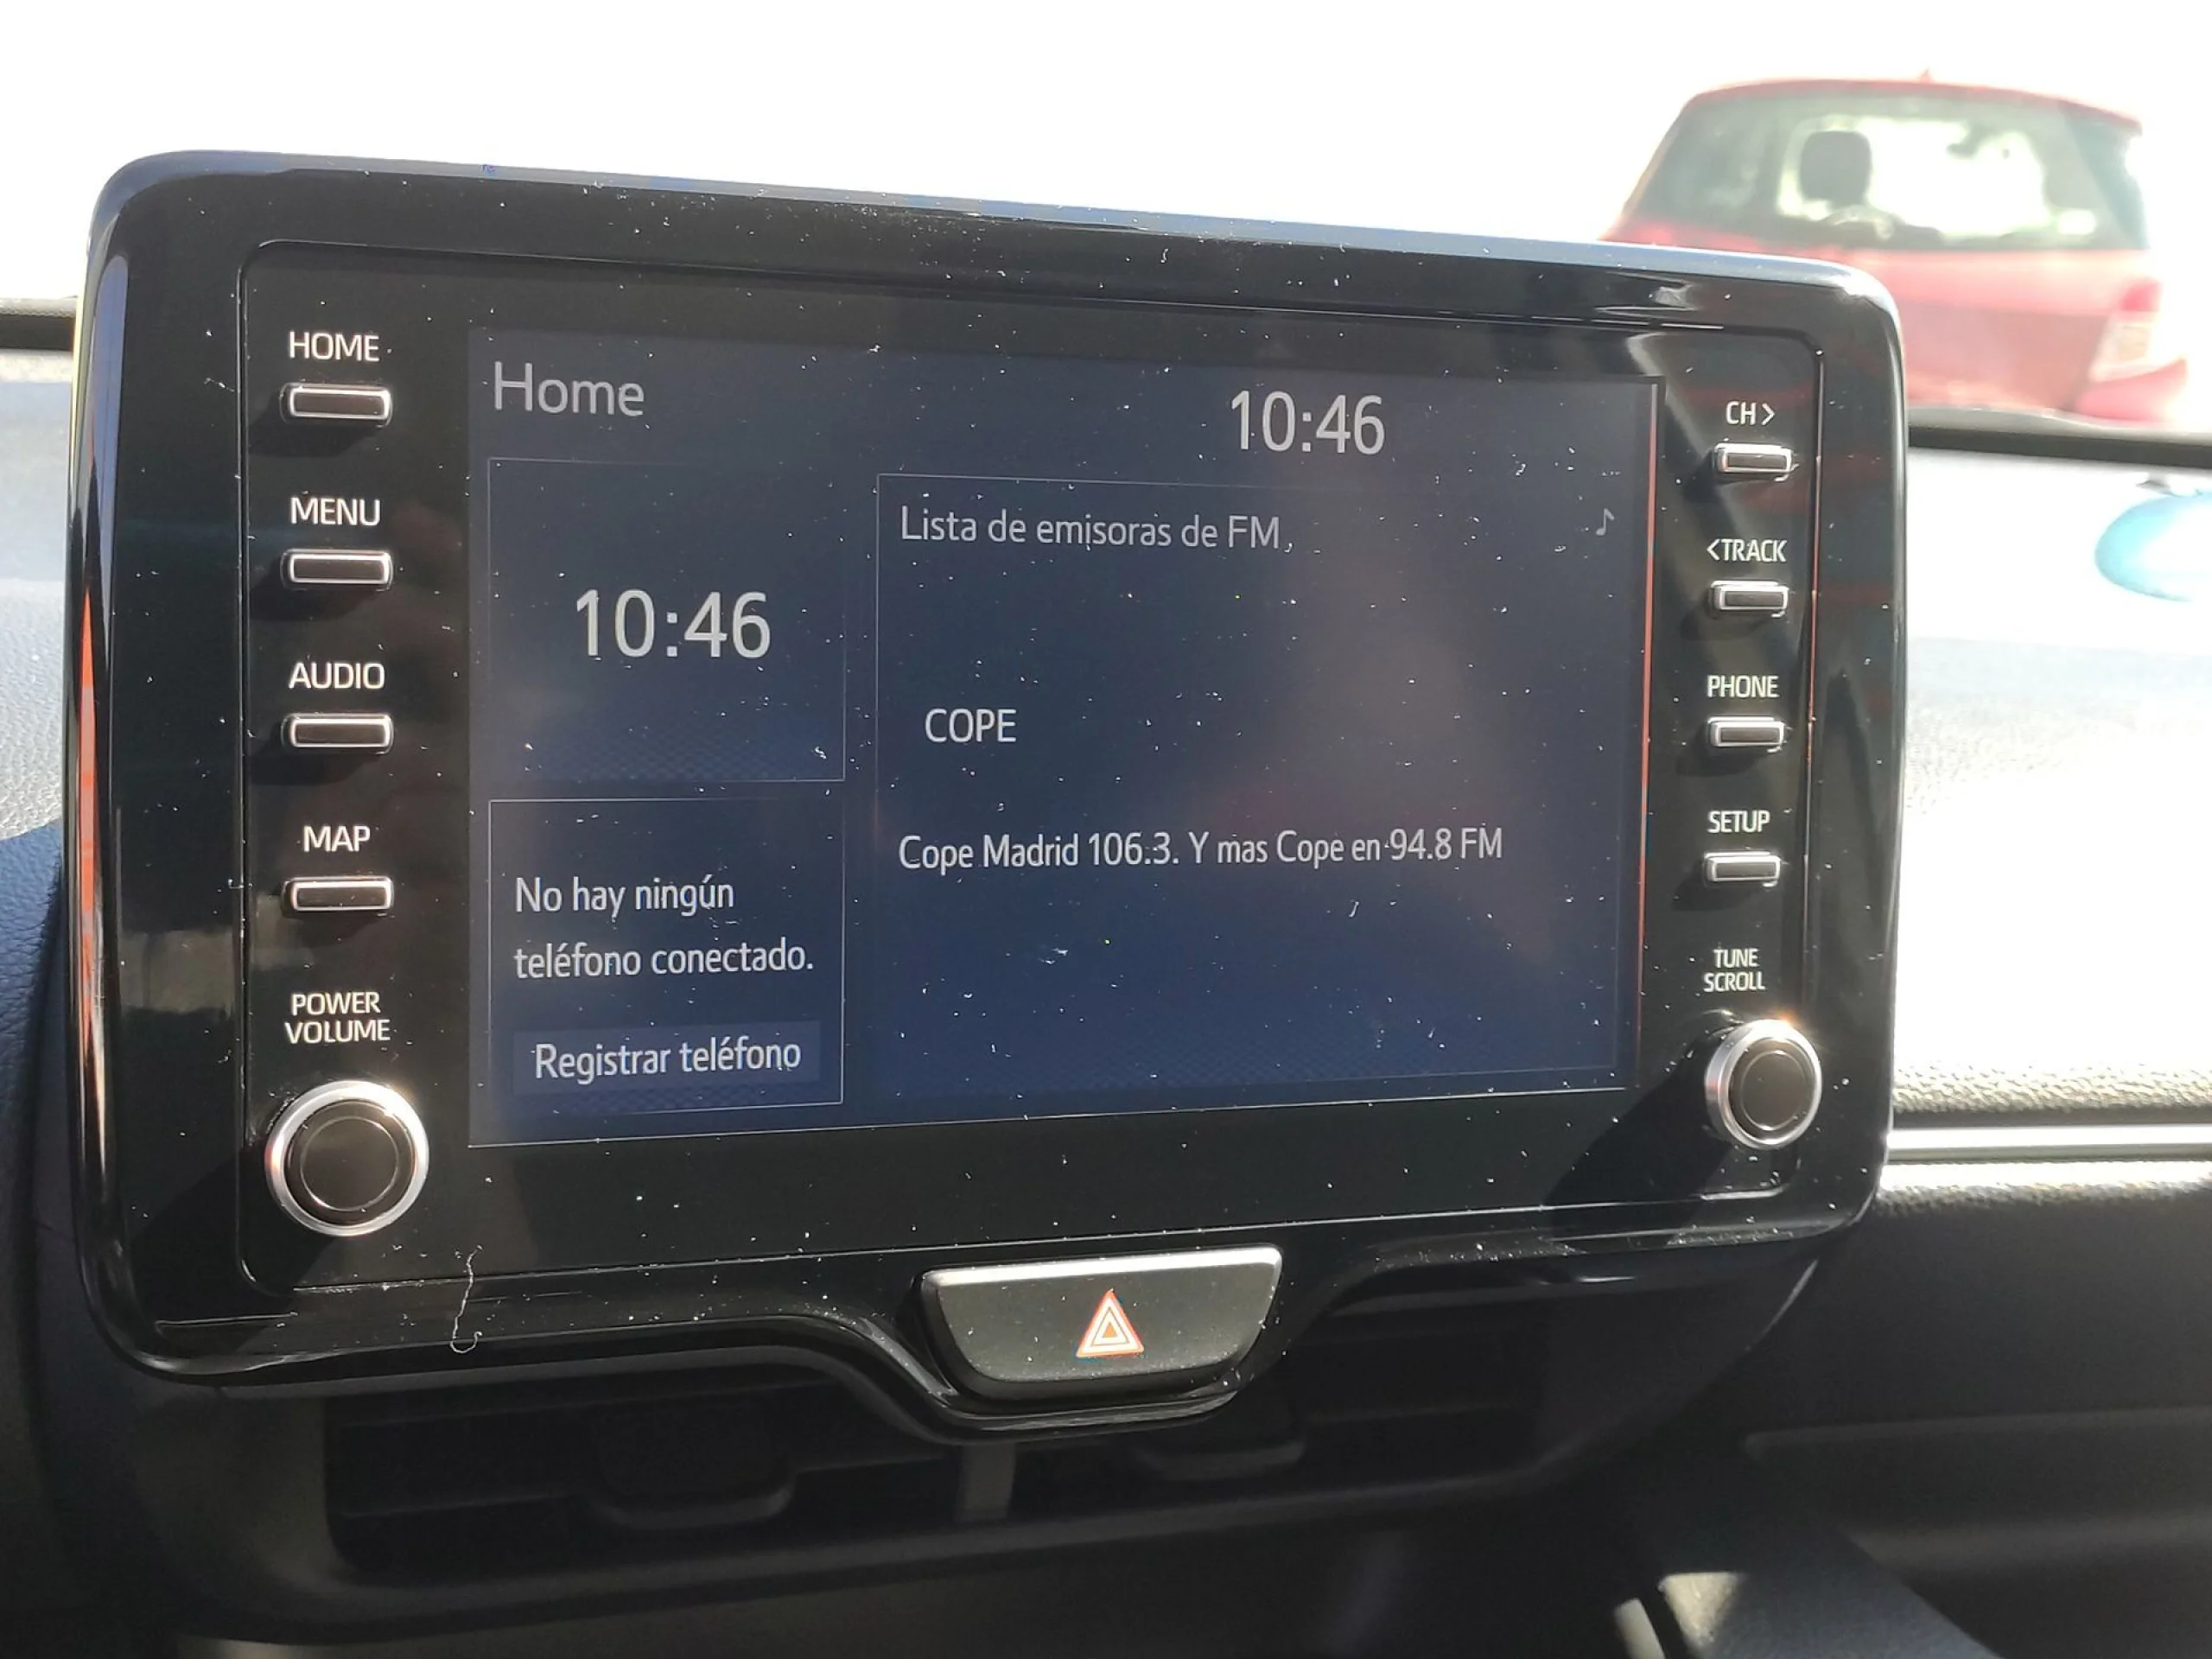 HOME
MENU
AUDIO
MAP
POWER
VOLUME
Home
10:46
10:46
No hay ningún
teléfono conectado.
Registrar teléfono
Lista de emisoras de FM
COPE
Cope Madrid 106.3. Y mas Cope en 94.8 FM
CH>
<TRACK
PHONE
SETUP
TUNE
SCROLL